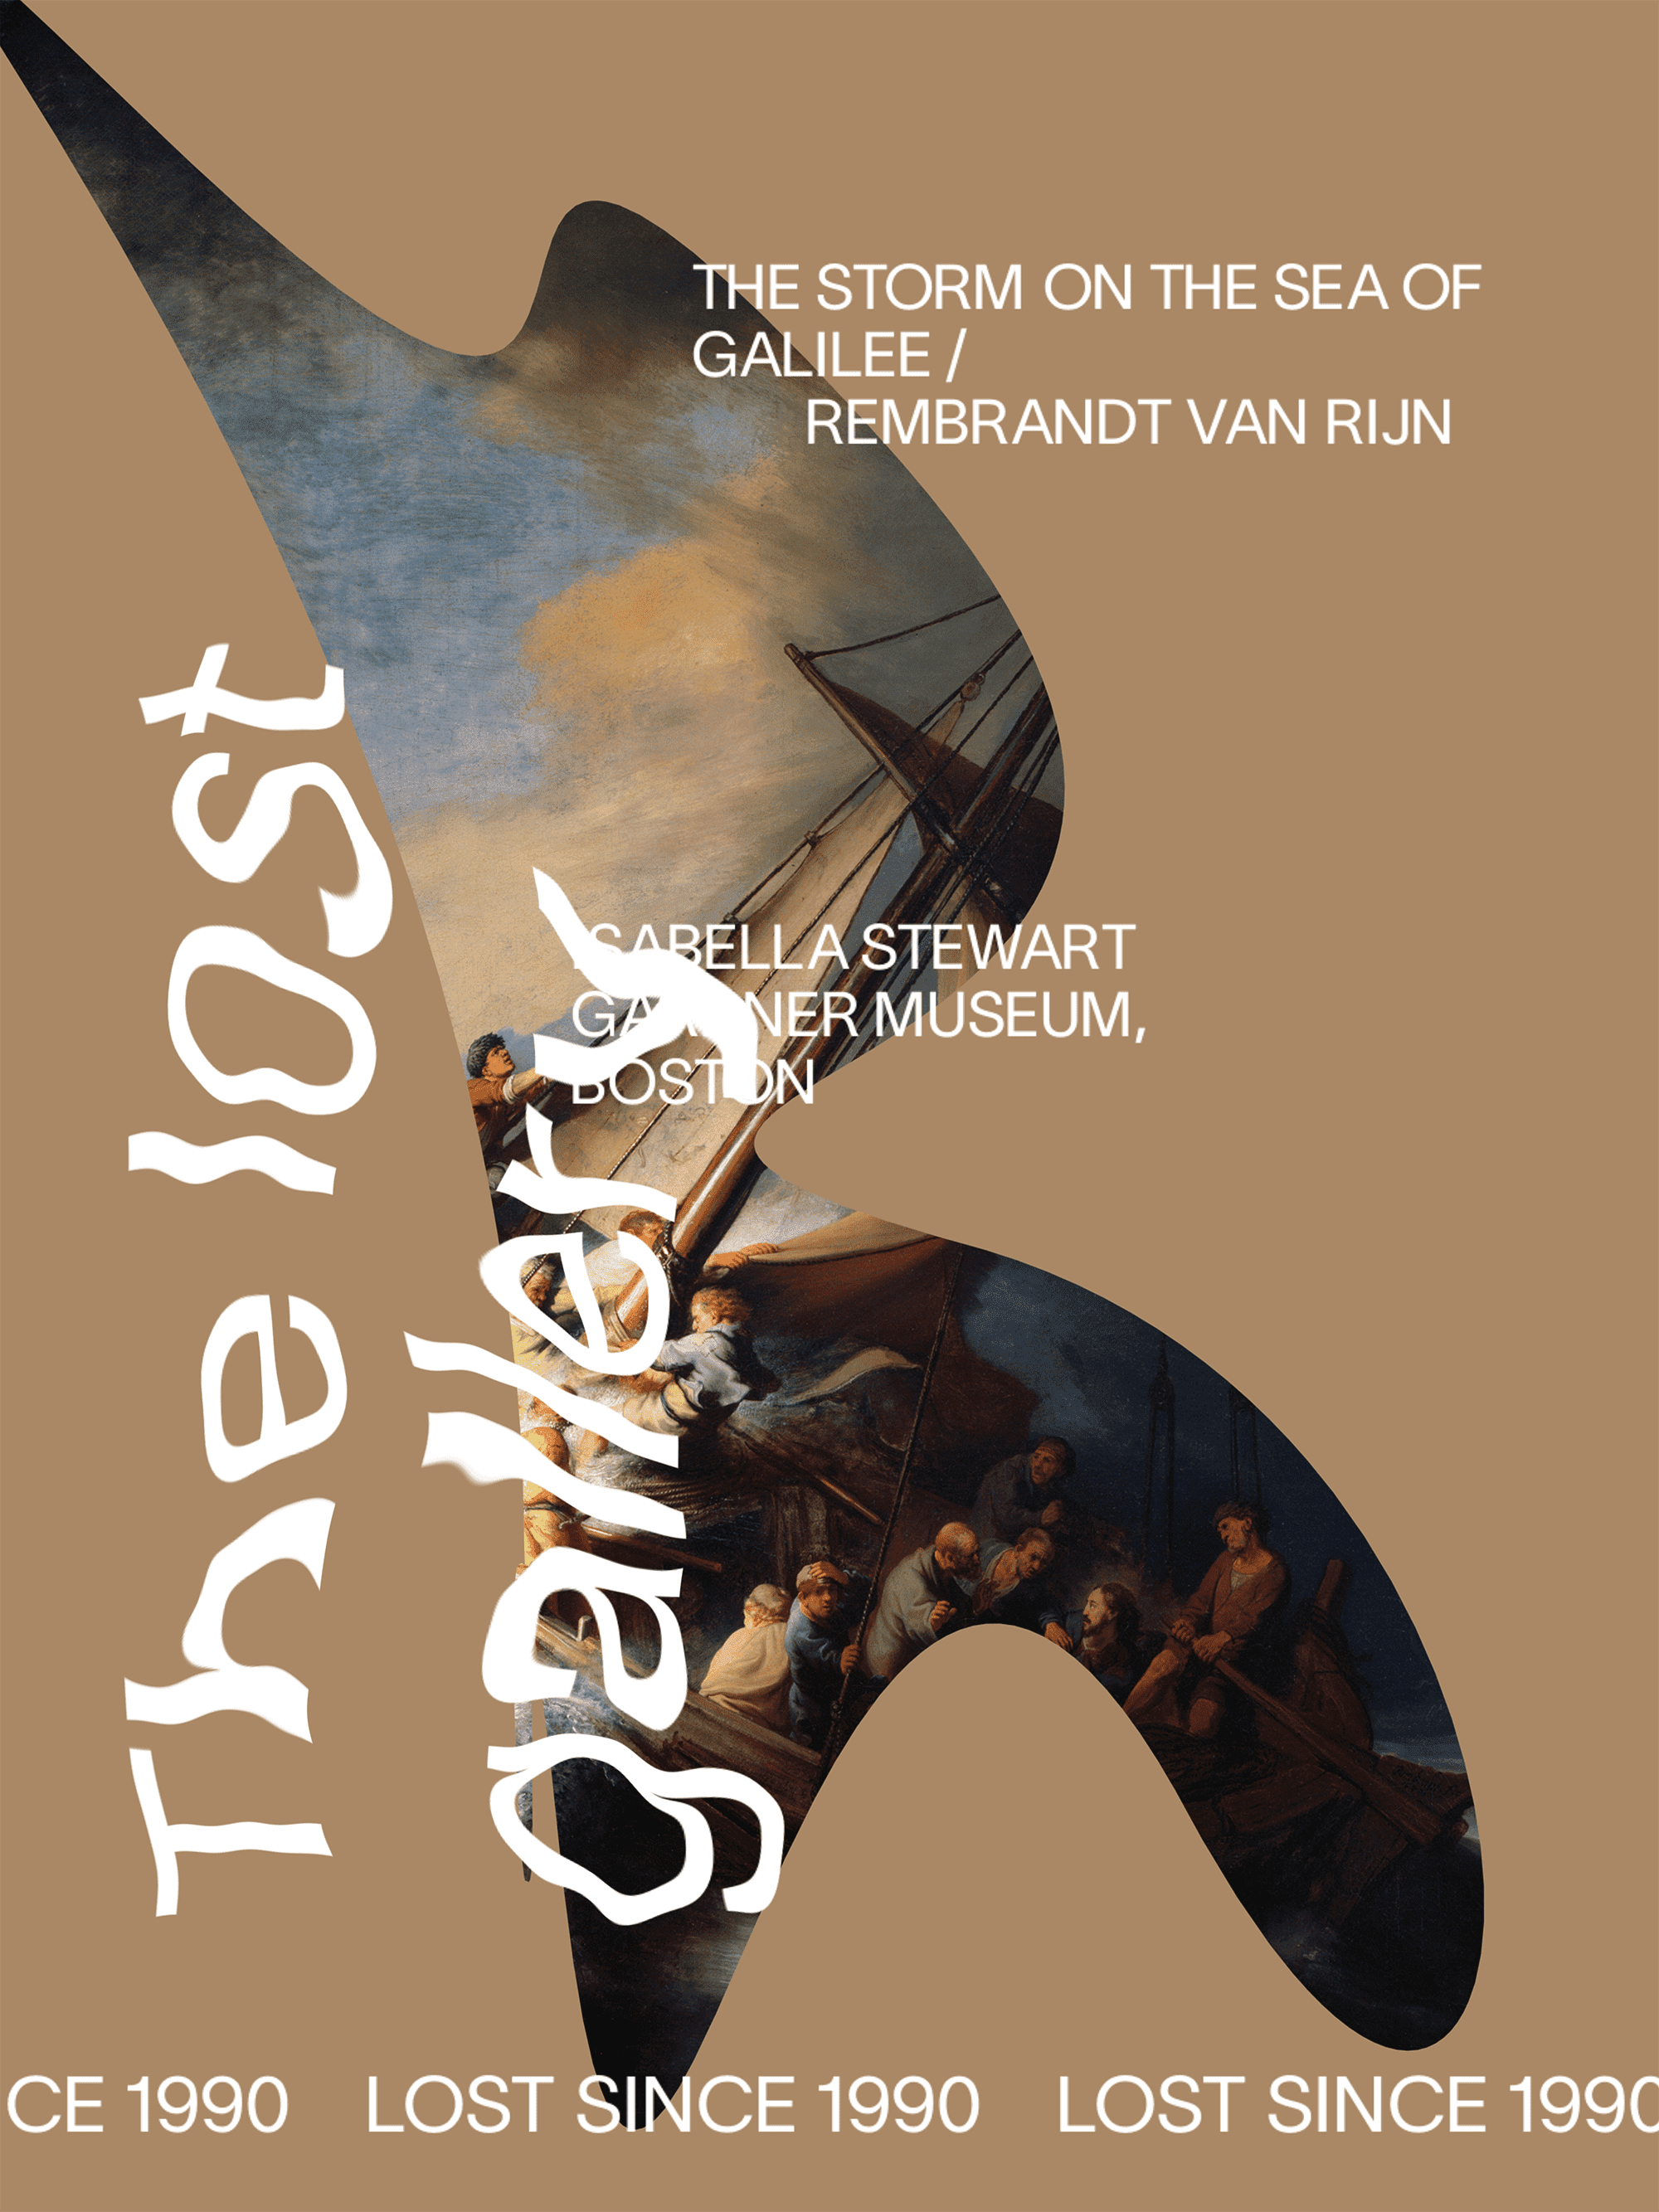 THE STORM ON THE SEA OF
GALILEE /
REMBRANDT VAN RIJN
The lost
gallery
ISABELLA STEWART
GARDNER MUSEUM,
BOSTON
CE 1990 LOST SINCE 1990 LOST SINCE 1990